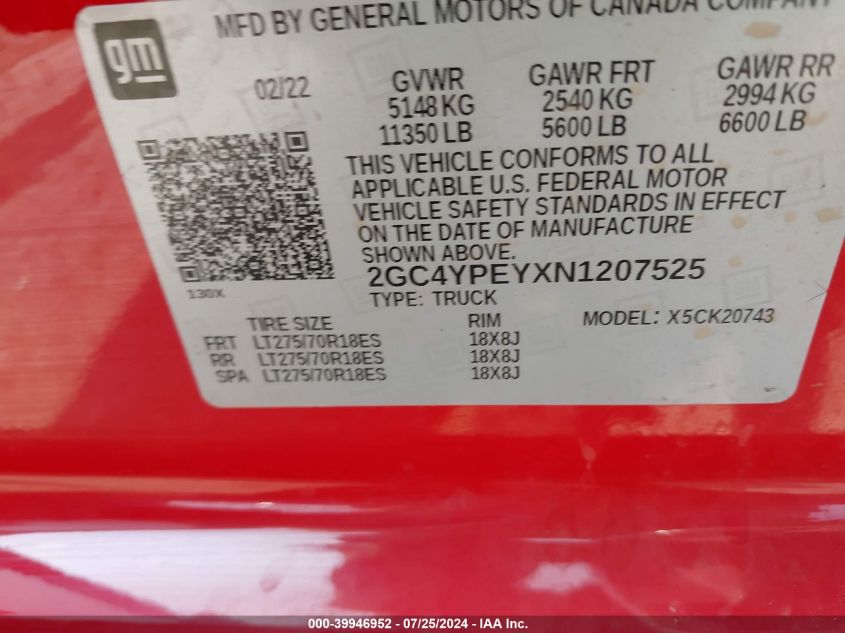 gm
MFD BY GENERAL MOTORS OF CANADA COMPANY
02/22 GVWR GAWR FRT GAWR RR
5148 KG 2540 KG 2994 KG
11350 LB 5600 LB 6600 LB
THIS VEHICLE CONFORMS TO ALL
APPLICABLE U.S. FEDERAL MOTOR
VEHICLE SAFETY STANDARDS IN EFFECT
ON THE DATE OF MANUFACTURE
SHOWN ABOVE.
2GC4YPEYXN1207525
130X
TYPE: TRUCK
TIRE SIZE RIM MODEL: X5CK20743
FRT LT275/70R18ES 18X8J
RR LT275/70R18ES 18X8J
SPA LT275/70R18ES 18X8J
000-39946952 - 07/25/2024 - IAA Inc.